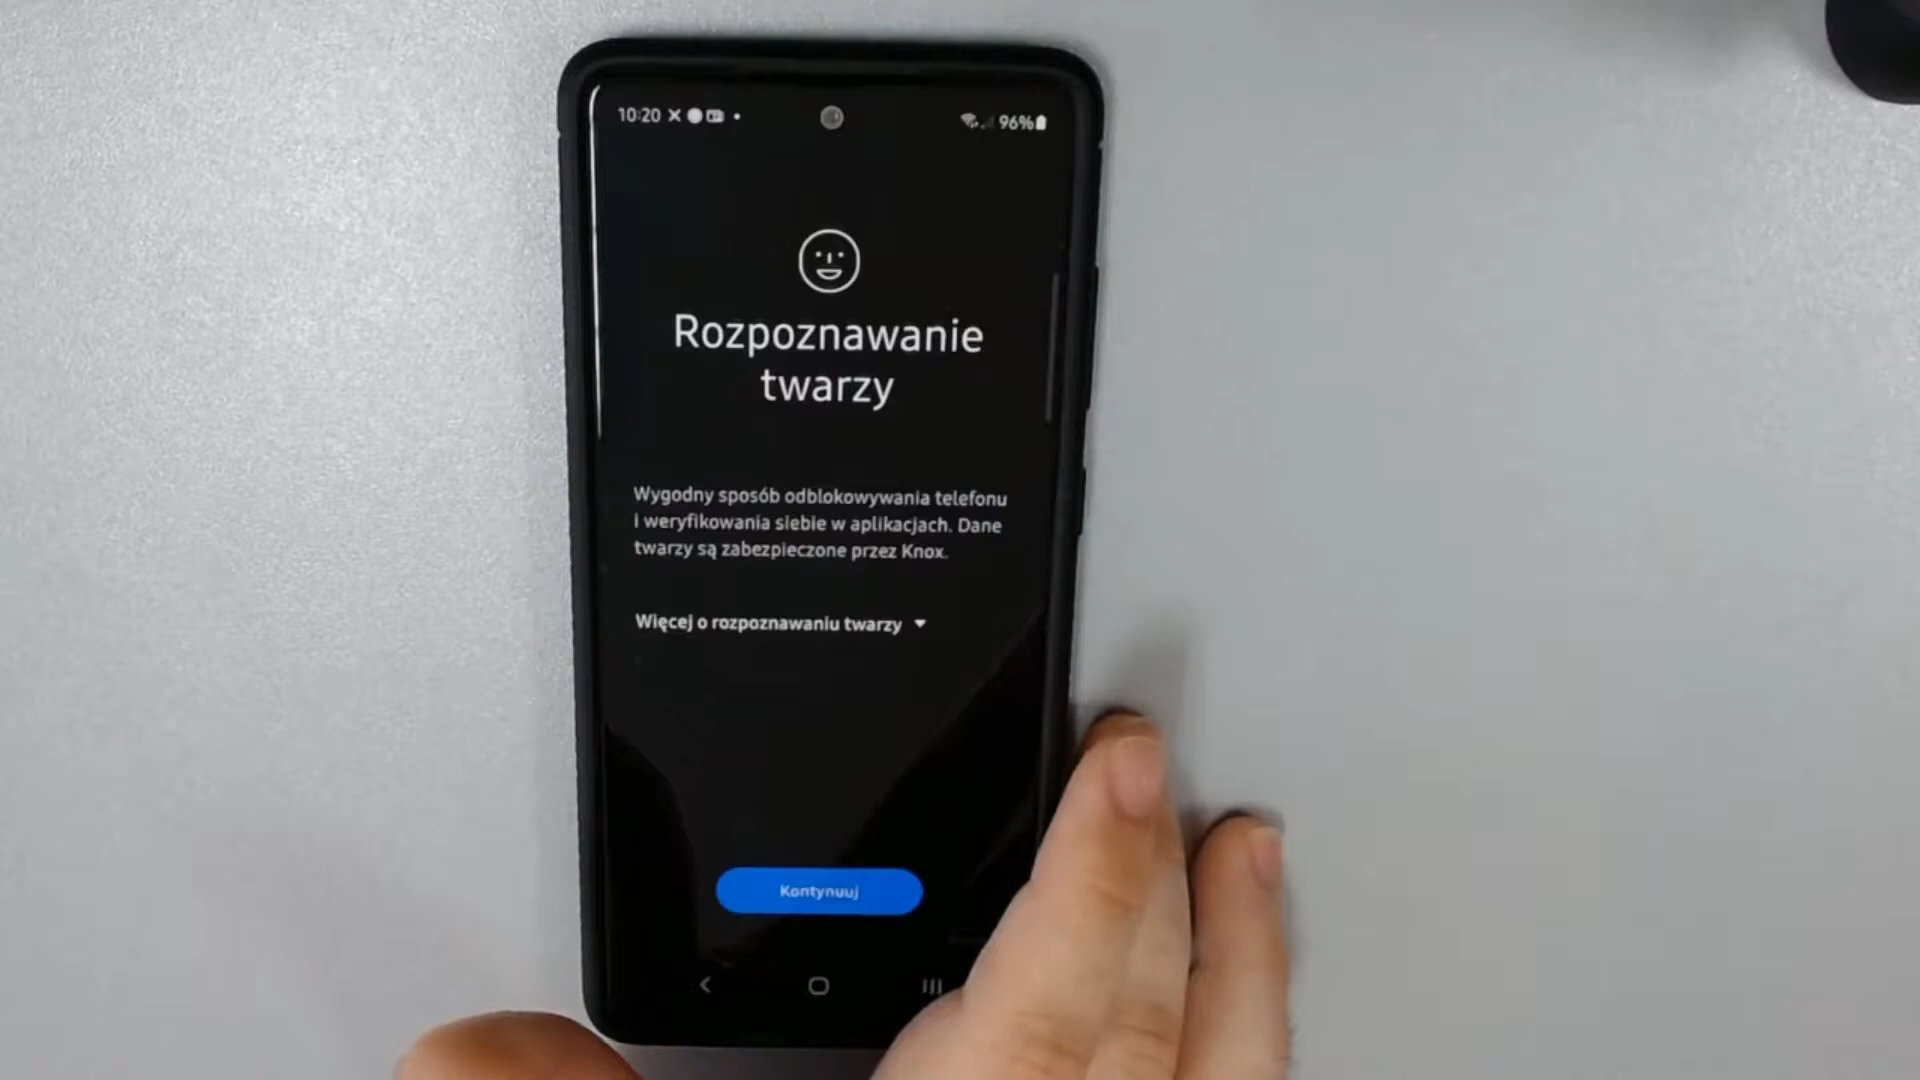 10:20
96%
Rozpoznawanie
twarzy
Wygodny sposób odblokowywania telefonu
i weryfikowania siebie w aplikacjach. Dane
twarzy są zabezpieczone przez Knox.
Więcej o rozpoznawaniu twarzy
Kontynuuj